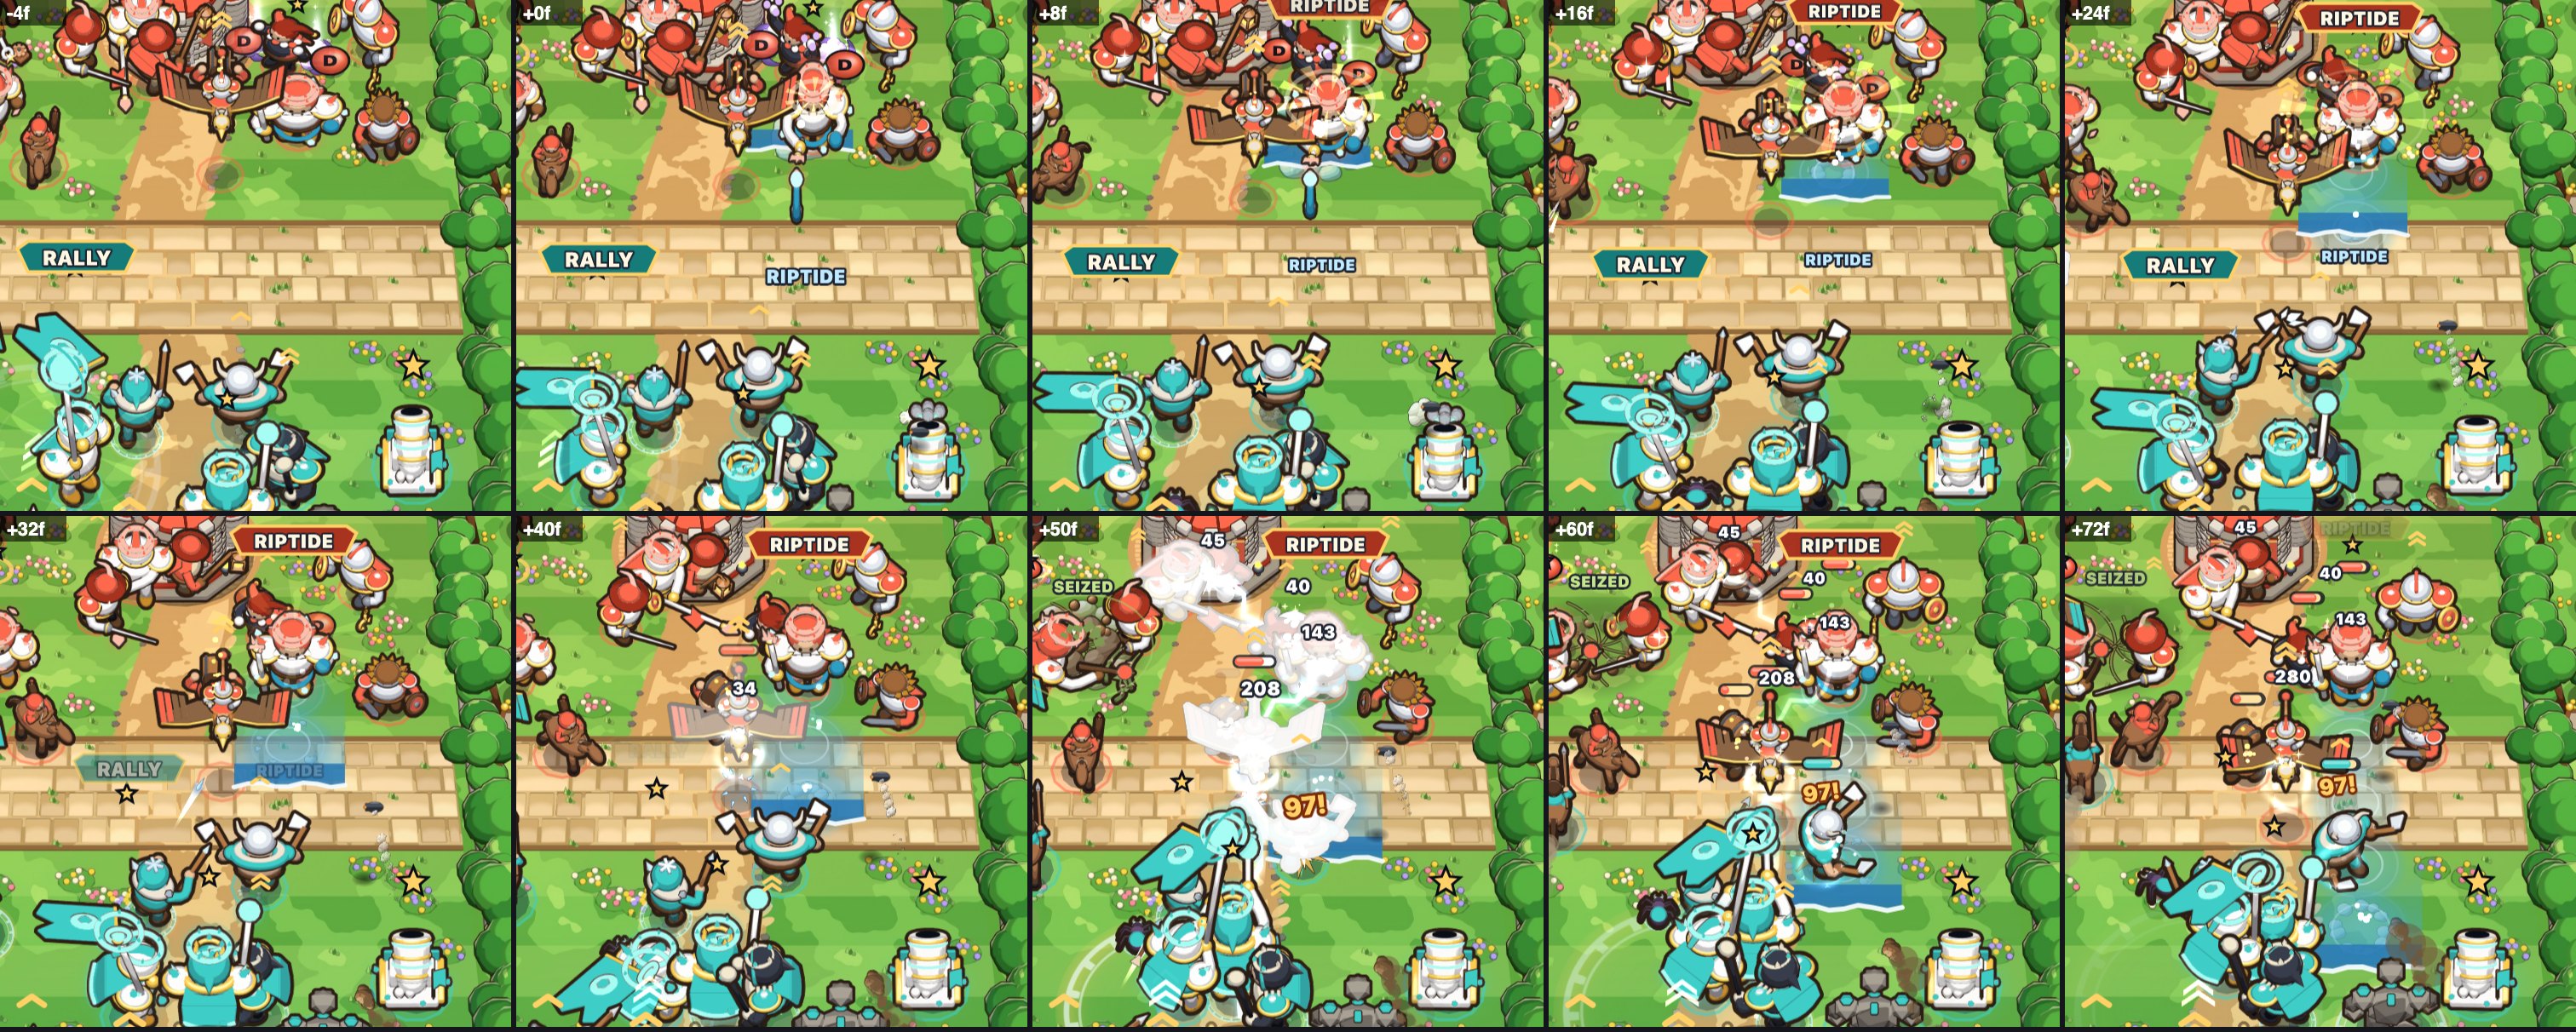 -4f
D
D
RALLY
+0f
D
D
RALLY
RIPTIDE
+8f
RIPTIDE
D
D
RALLY
RIPTIDE
+16f
RIPTIDE
D
D
RALLY
RIPTIDE
+24f
RIPTIDE
RALLY
RIPTIDE
+32f
RIPTIDE
RALLY
RIPTIDE
+40f
RIPTIDE
34
+50f
45
RIPTIDE
SEIZED
40
143
208
97!
+60f
45
RIPTIDE
SEIZED
40
143
208
97!
+72f
45
RIPTIDE
SEIZED
40
143
280
97!